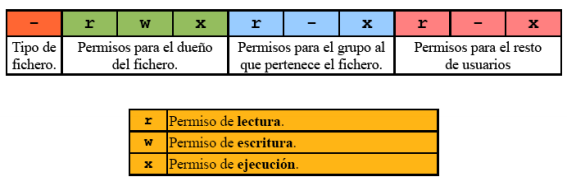 - r w x r - x r - x
Tipo de fichero. Permisos para el dueño del fichero. Permisos para el grupo al que pertenece el fichero. Permisos para el resto de usuarios
r Permiso de lectura.
w Permiso de escritura.
x Permiso de ejecución.